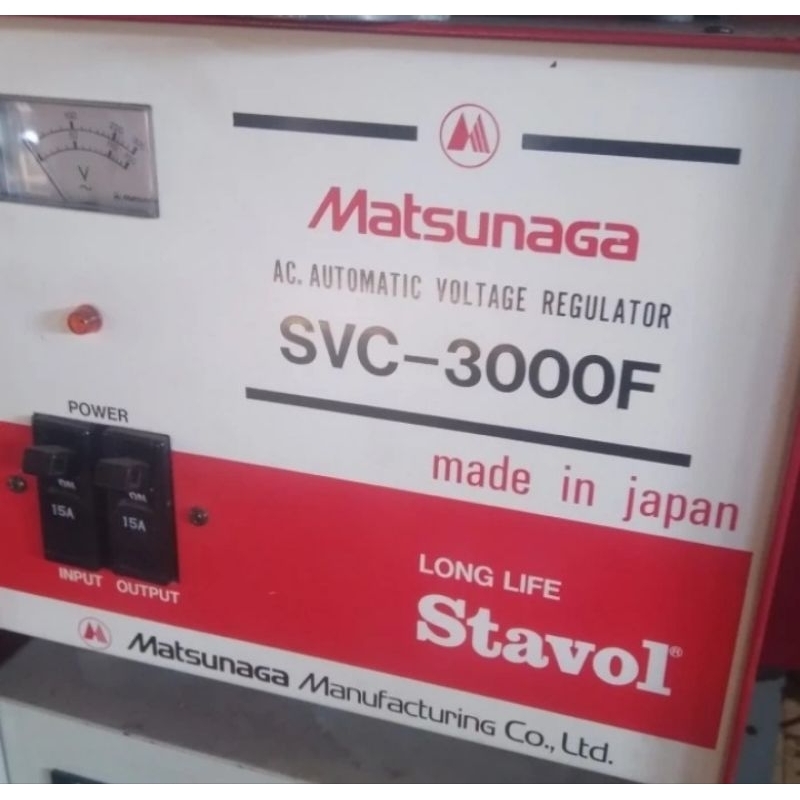 V
Matsunaga
AC. AUTOMATIC VOLTAGE REGULATOR
SVC-3000F
made in japan
POWER
ON ON
15A 15A
INPUT OUTPUT
LONG LIFE
Stavol®
Matsunaga Manufacturing Co., Ltd.